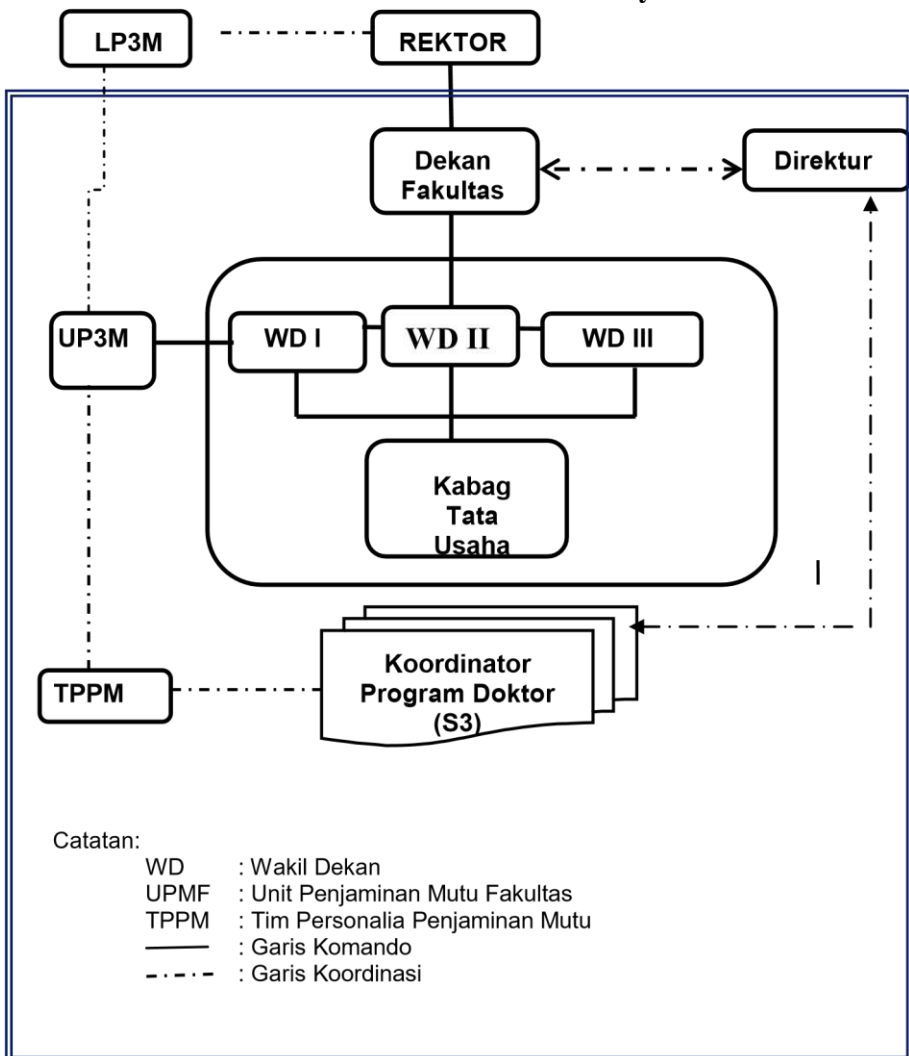 LP3M
REKTOR
Dekan
Fakultas
Direktur
UP3M
WD I
WD II
WD III
Kabag
Tata
Usaha
Koordinator
Program Doktor
(S3)
TPPM
Catatan:
WD : Wakil Dekan
UPMF : Unit Penjaminan Mutu Fakultas
TPPM : Tim Personalia Penjaminan Mutu
: Garis Komando
: Garis Koordinasi